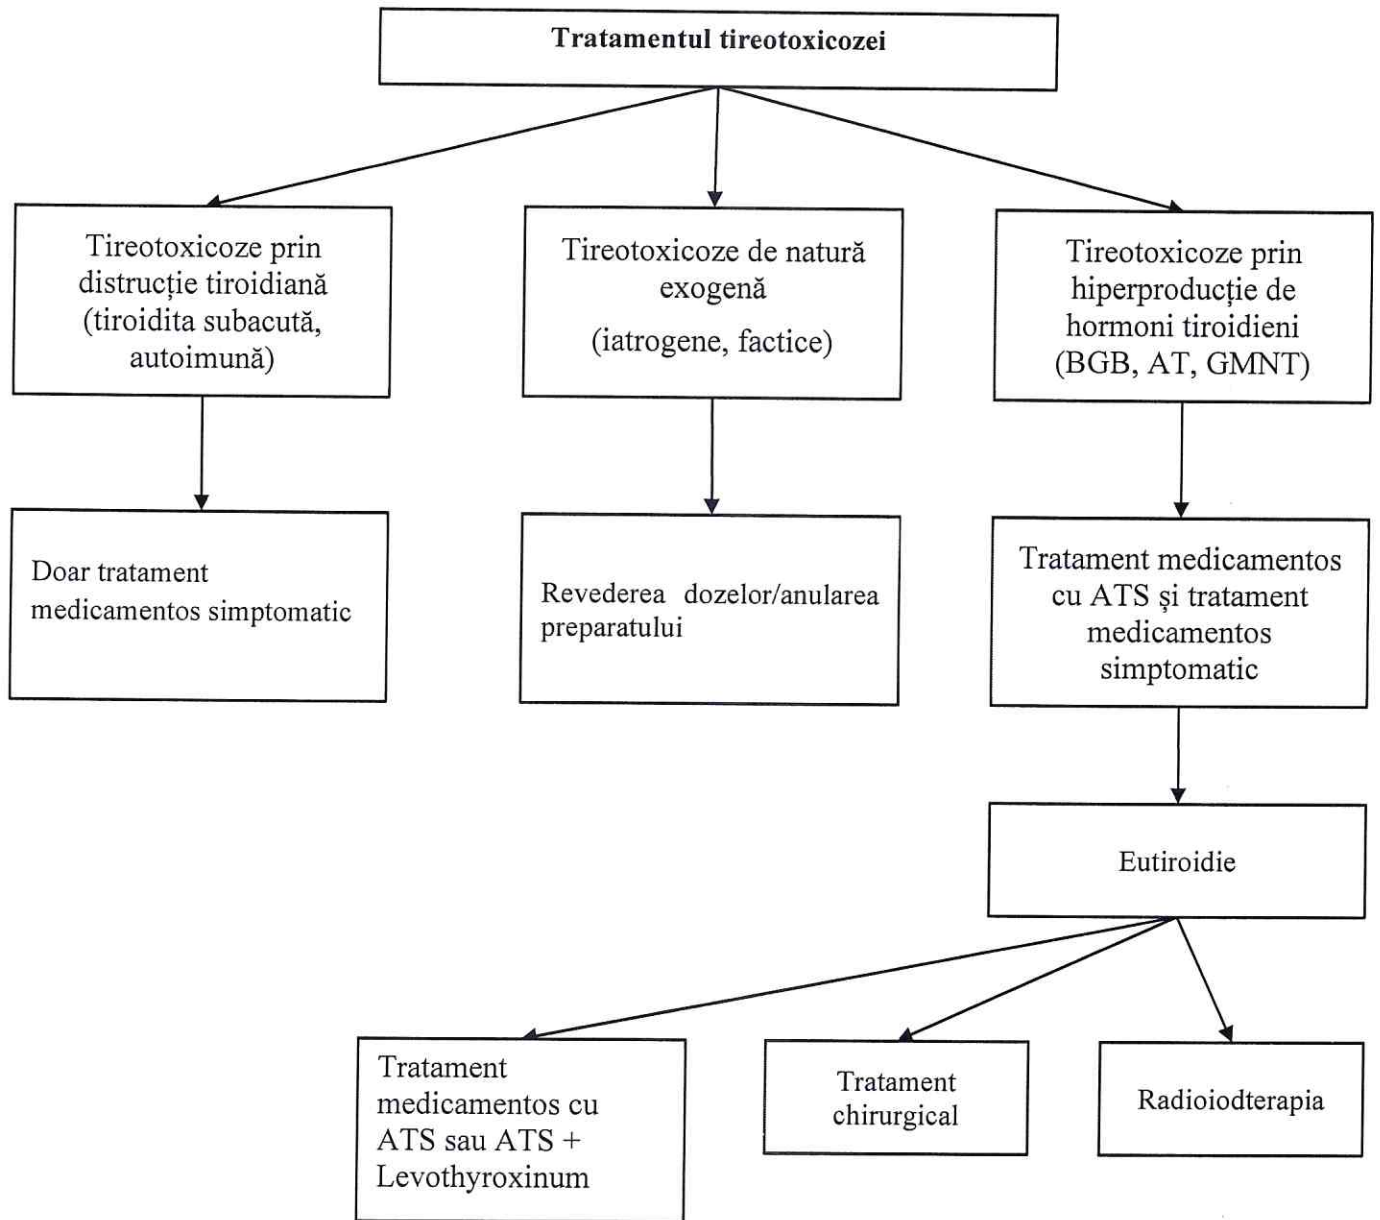 Tratamentul tireotoxicozei
Tireotoxicoze prin
distrucție tiroidiană
(tiroidita subacută,
autoimună)
Tireotoxicoze de natură
exogenă
(iatrogene, factice)
Tireotoxicoze prin
hiperproducție de
hormoni tiroidieni
(BGB, AT, GMNT)
Doar tratament
medicamentos simptomatic
Revederea dozelor/anularea
preparatului
Tratament medicamentos
cu ATS și tratament
medicamentos
simptomatic
Eutiroidie
Tratament
medicamentos cu
ATS sau ATS +
Levothyroxinum
Tratament
chirurgical
Radioiodterapia